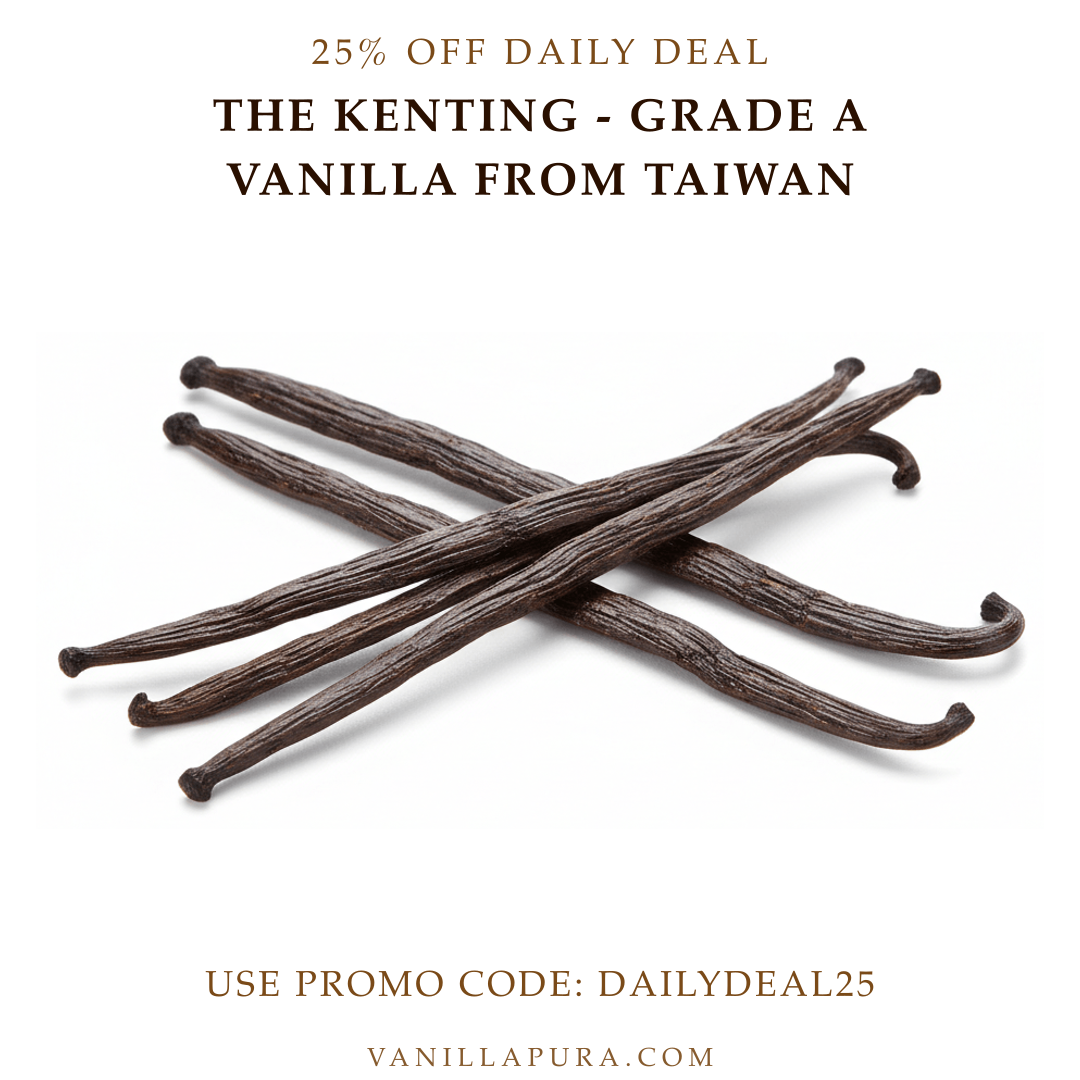 25% OFF DAILY DEAL
THE KENTING - GRADE A
VANILLA FROM TAIWAN
USE PROMO CODE: DAILYDEAL25
VANILLAPURA.COM